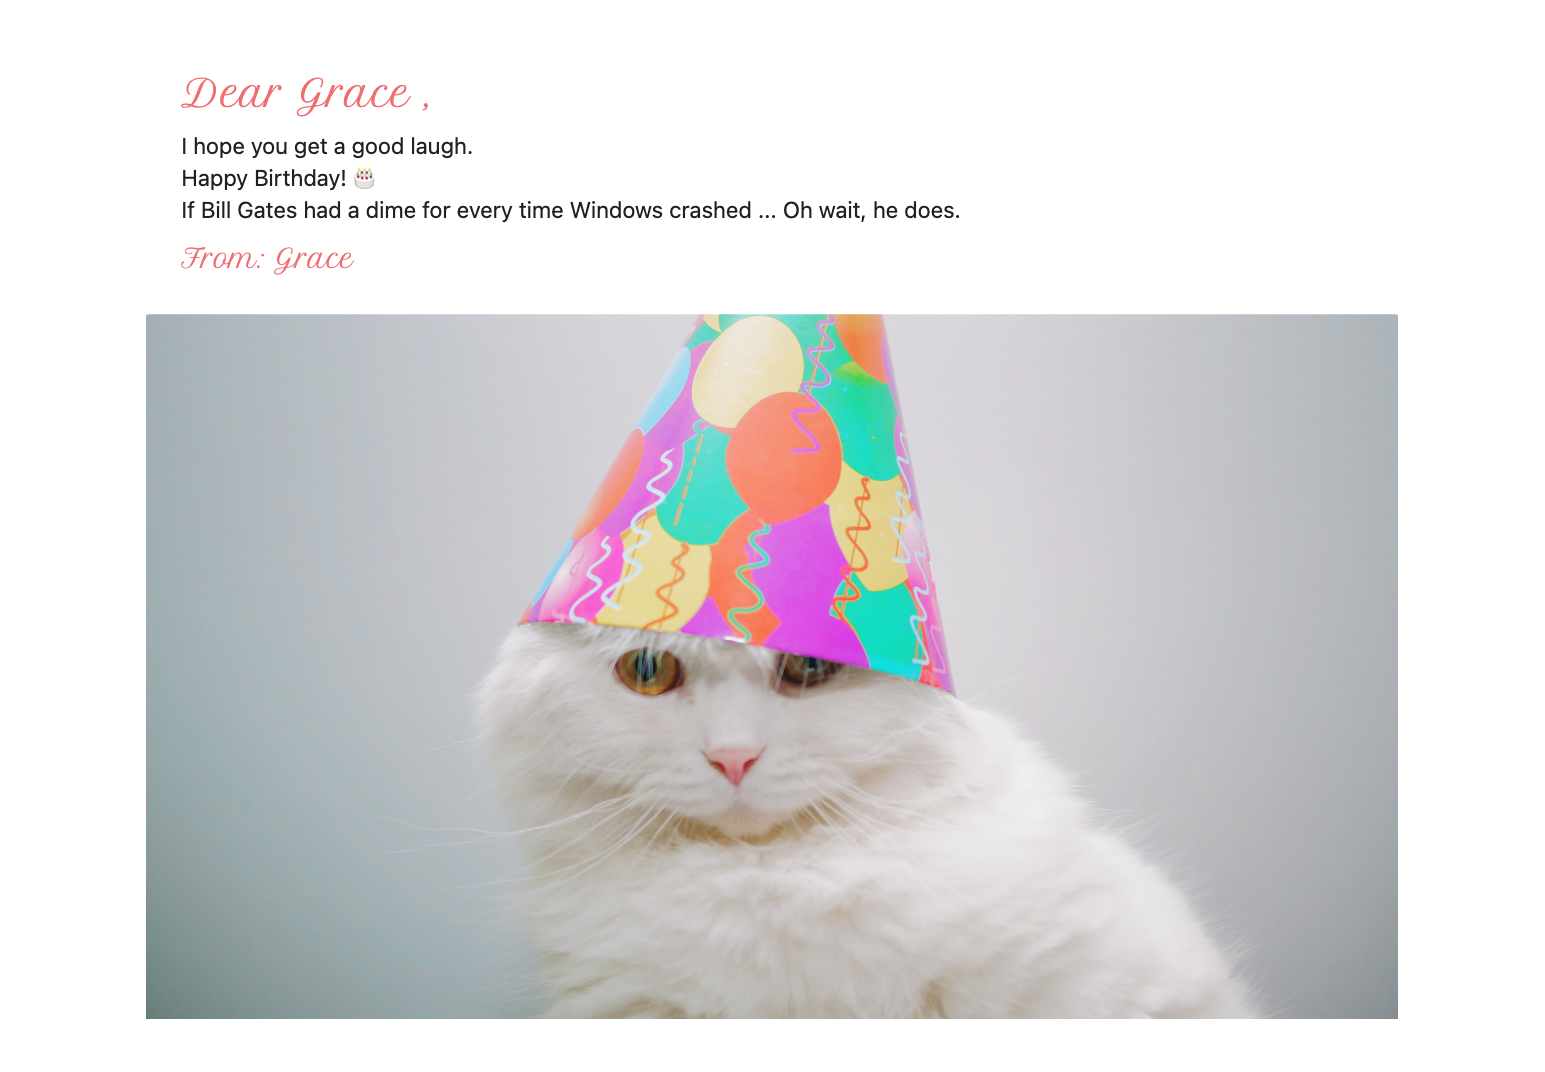 Dear Grace ,
I hope you get a good laugh.
Happy Birthday! 🎂
If Bill Gates had a dime for every time Windows crashed ... Oh wait, he does.
From: Grace